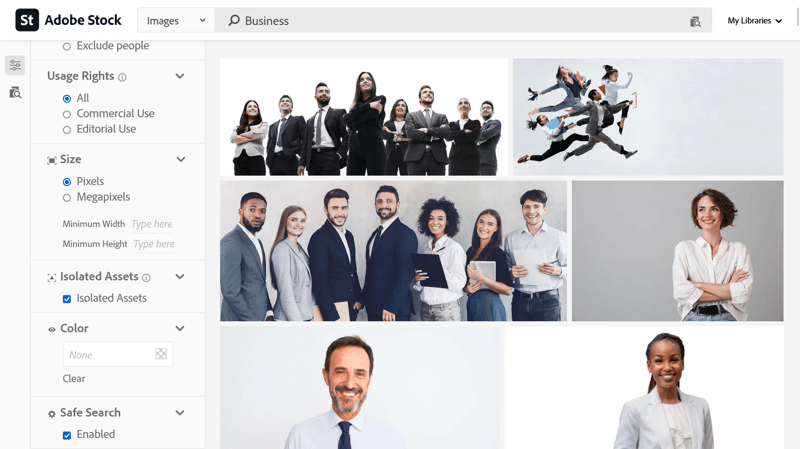 St Adobe Stock
Images
Business
My Libraries
Exclude people
Usage Rights
All
Commercial Use
Editorial Use
Size
Pixels
Megapixels
Minimum Width Type here
Minimum Height Type here
Isolated Assets
Isolated Assets
Color
None
Clear
Safe Search
Enabled